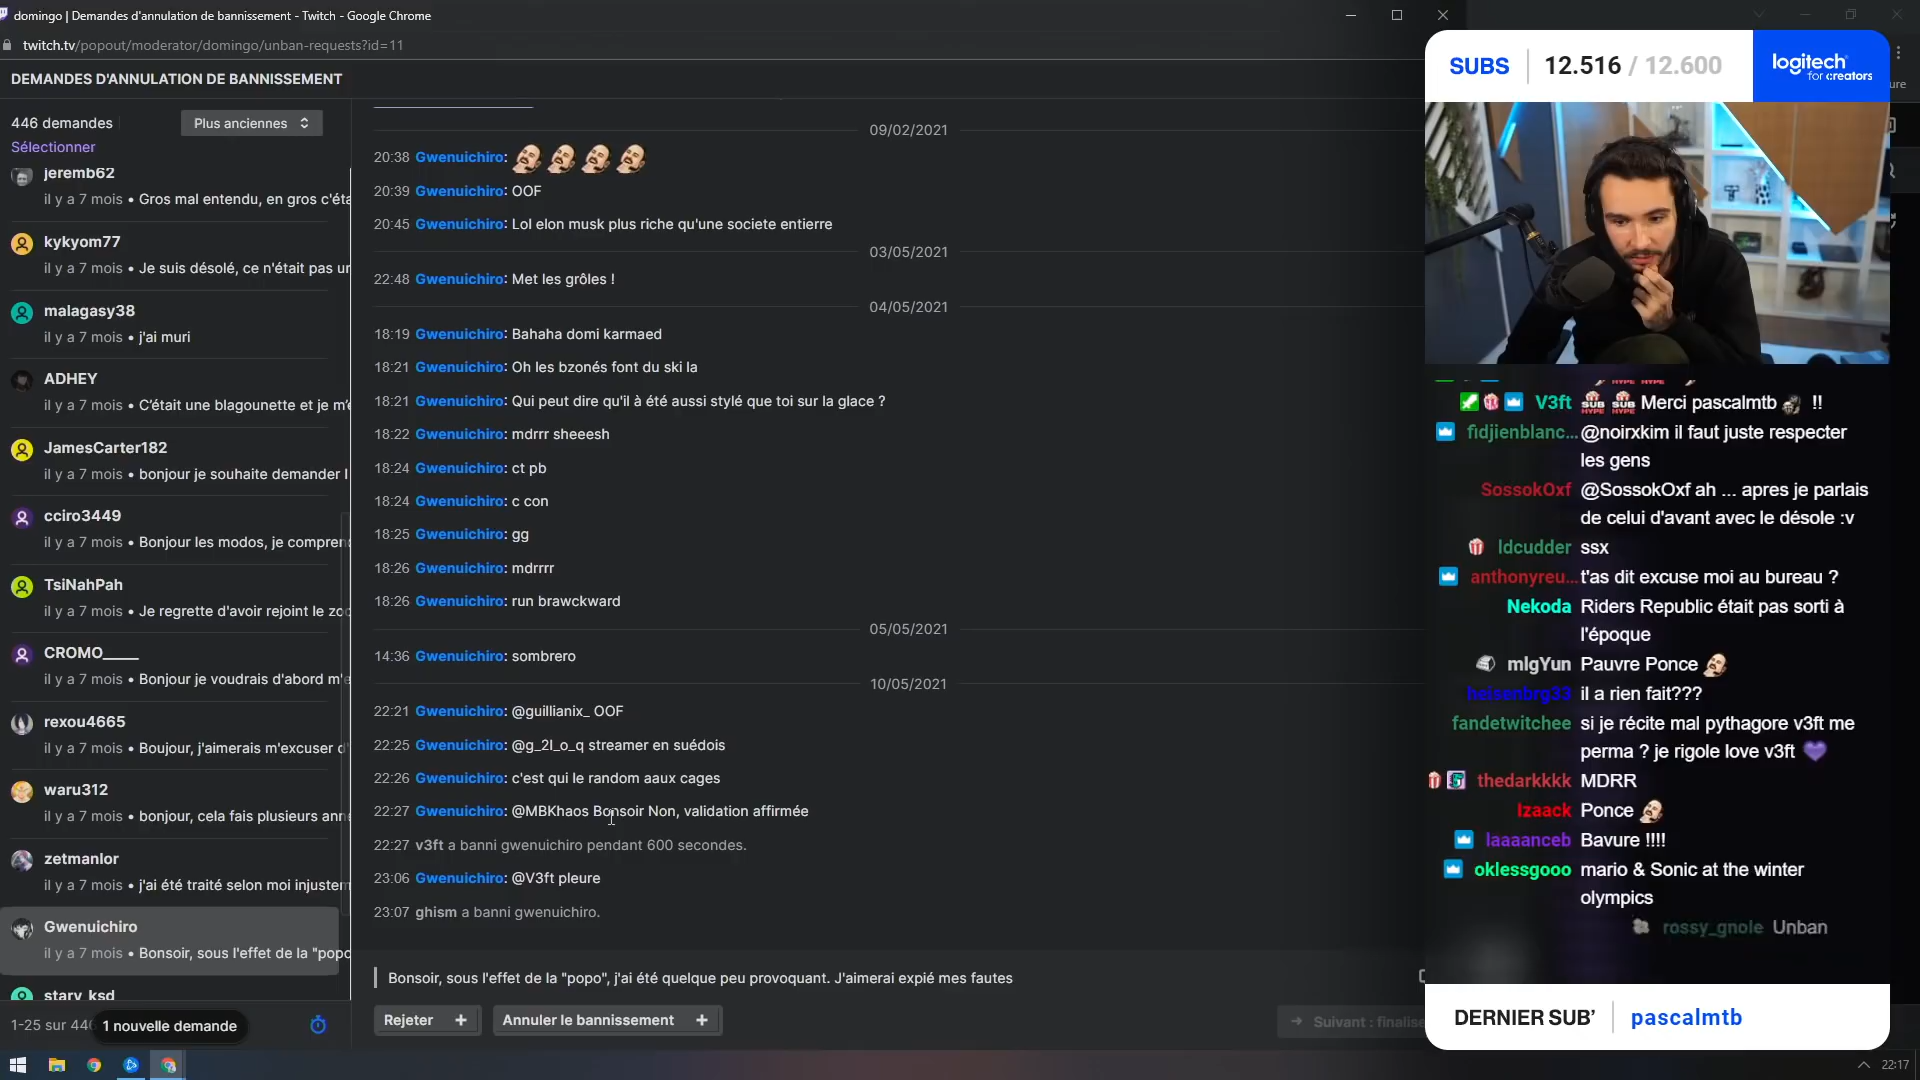 domingo | Demandes d'annulation de bannissement - Twitch - Google Chrome
twitch.tv/popout/moderator/domingo/unban-requests?id=11
DEMANDES D'ANNULATION DE BANNISSEMENT
446 demandes
Plus anciennes
Sélectionner
jeremb62
il y a 7 mois • Gros mal entendu, en gros c'éta
kykyom77
il y a 7 mois • Je suis désolé, ce n'était pas un
malagasy38
il y a 7 mois • j'ai muri
ADHEY
il y a 7 mois • C'était une blagounette et je m'e
JamesCarter182
il y a 7 mois • bonjour je souhaite demander l
cciro3449
il y a 7 mois • Bonjour les modos, je compren
TsiNahPah
il y a 7 mois • Je regrette d'avoir rejoint le zo
CROMO_____
il y a 7 mois • Bonjour je voudrais d'abord m'e
rexou4665
il y a 7 mois • Boujour, j'aimerais m'excuser d'
waru312
il y a 7 mois • bonjour, cela fais plusieurs ann
zetmanlor
il y a 7 mois • j'ai été traité selon moi injustem
Gwenuichiro
il y a 7 mois • Bonsoir, sous l'effet de la "popo
stary_ksd
1-25 sur 446
1 nouvelle demande
09/02/2021
20:38 Gwenuichiro:
20:39 Gwenuichiro: OOF
20:45 Gwenuichiro: Lol elon musk plus riche qu'une societe entierre
03/05/2021
22:48 Gwenuichiro: Met les grôles !
04/05/2021
18:19 Gwenuichiro: Bahaha domi karmaed
18:21 Gwenuichiro: Oh les bzonés font du ski la
18:21 Gwenuichiro: Qui peut dire qu'il à été aussi stylé que toi sur la glace ?
18:22 Gwenuichiro: mdrrr sheeesh
18:24 Gwenuichiro: ct pb
18:24 Gwenuichiro: c con
18:25 Gwenuichiro: gg
18:26 Gwenuichiro: mdrrrr
18:26 Gwenuichiro: run brawckward
05/05/2021
14:36 Gwenuichiro: sombrero
10/05/2021
22:21 Gwenuichiro: @guillianix_ OOF
22:25 Gwenuichiro: @g_2l_o_q streamer en suédois
22:26 Gwenuichiro: c'est qui le random aaux cages
22:27 Gwenuichiro: @MBKhaos Bonsoir Non, validation affirmée
22:27 v3ft a banni gwenuichiro pendant 600 secondes.
23:06 Gwenuichiro: @V3ft pleure
23:07 ghism a banni gwenuichiro.
Bonsoir, sous l'effet de la "popo", j'ai été quelque peu provoquant. J'aimerai expié mes fautes
Rejeter +
Annuler le bannissement +
Suivant : finalise
SUBS 12.516 / 12.600
logitech
for creators
ure
V3ft SUB HYPE SUB HYPE Merci pascalmtb !!
fidjienblanc... @noirxkim il faut juste respecter
les gens
SossokOxf @SossokOxf ah ... apres je parlais
de celui d'avant avec le désole :v
ldcudder ssx
anthonyreu... t'as dit excuse moi au bureau ?
Nekoda Riders Republic était pas sorti à
l'époque
mlgYun Pauvre Ponce
heisenbrg33 il a rien fait???
fandetwitchee si je récite mal pythagore v3ft me
perma ? je rigole love v3ft
thedarkkkk MDRR
Izaack Ponce
laaaanceb Bavure !!!!
oklessgooo mario & Sonic at the winter
olympics
rossy_gnole Unban
DERNIER SUB' pascalmtb
22:17